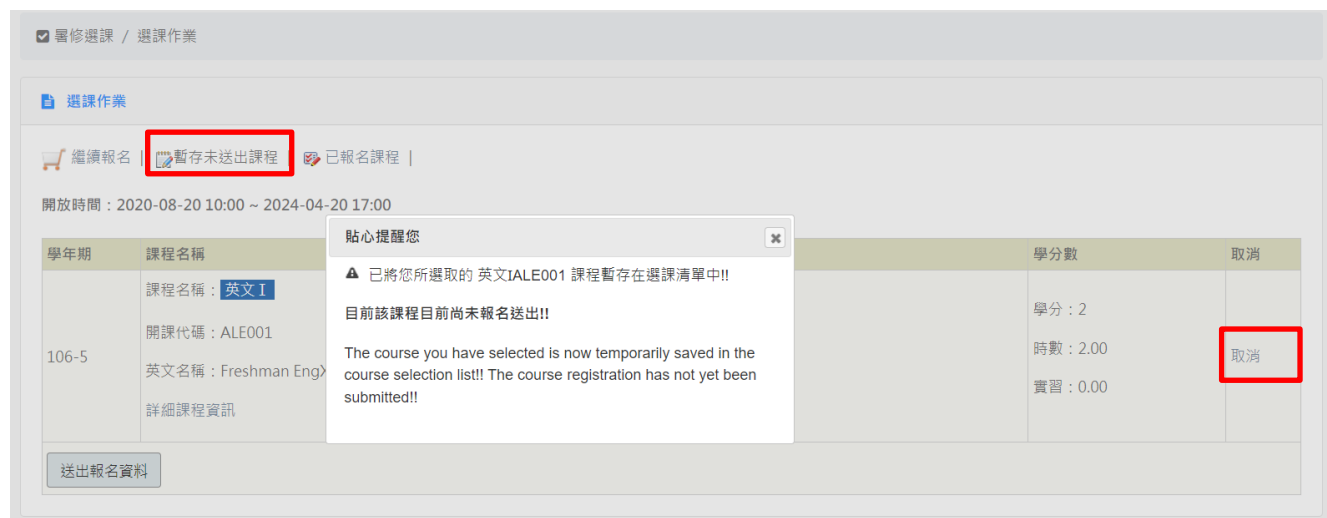 暑修選課 / 選課作業
選課作業
繼續報名 | 暫存未送出課程 | 已報名課程 |
開放時間：2020-08-20 10:00 ~ 2024-04-20 17:00
學年期 課程名稱 學分數 取消
106-5
課程名稱：英文 I
開課代碼：ALE001
英文名稱：Freshman Eng
詳細課程資訊
學分：2
時數：2.00
實習：0.00
取消
送出報名資料
貼心提醒您
已將您所選取的 英文IALE001 課程暫存在選課清單中!!
目前該課程目前尚未報名送出!!
The course you have selected is now temporarily saved in the
course selection list!! The course registration has not yet been
submitted!!